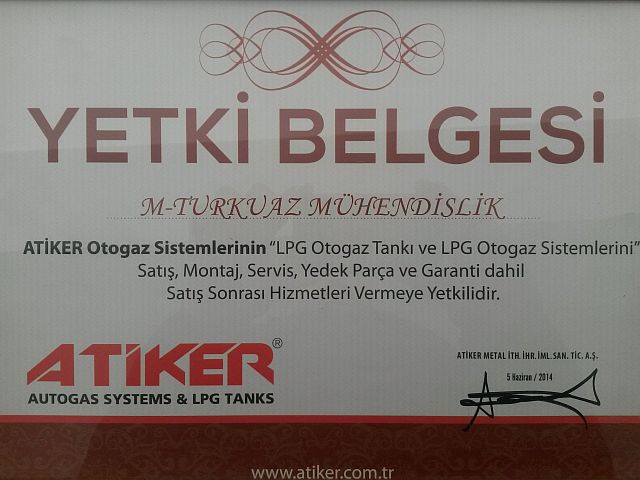 YETKİ BELGESİ
M-TURKUAZ MÜHENDİSLİK
ATİKER Otogaz Sistemlerinin “LPG Otogaz Tankı ve LPG Otogaz Sistemlerini”
Satış, Montaj, Servis, Yedek Parça ve Garanti dahil
Satış Sonrası Hizmetleri Vermeye Yetkilidir.
ATİKER®
AUTOGAS SYSTEMS & LPG TANKS
ATİKER METAL İTH. İHR. İML. SAN. TİC. A.Ş.
5 Haziran / 2014
www.atiker.com.tr